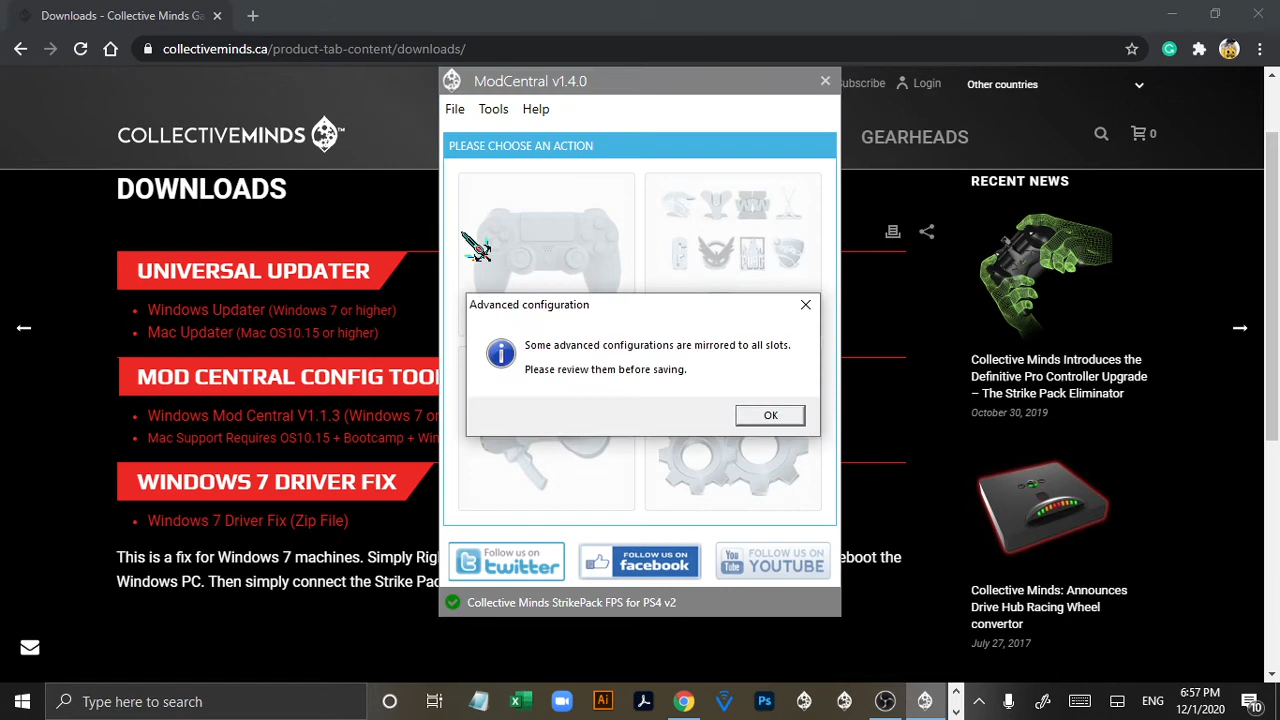 Downloads - Collective Minds Ga
collectiveminds.ca/product-tab-content/downloads/
Subscribe
Login
Other countries
COLLECTIVEMINDS
GEARHEADS
0
ModCentral v1.4.0
File Tools Help
PLEASE CHOOSE AN ACTION
Advanced configuration
Some advanced configurations are mirrored to all slots.
Please review them before saving.
OK
Follow us on
twitter
FOLLOW US ON
facebook
You
Tube
FOLLOW US ON
YOUTUBE
Collective Minds StrikePack FPS for PS4 v2
DOWNLOADS
UNIVERSAL UPDATER
Windows Updater (Windows 7 or higher)
Mac Updater (Mac OS10.15 or higher)
MOD CENTRAL CONFIG TOO
Windows Mod Central V1.1.3 (Windows 7 or
Mac Support Requires OS10.15 + Bootcamp + Win
WINDOWS 7 DRIVER FIX
Windows 7 Driver Fix (Zip File)
This is a fix for Windows 7 machines. Simply Rig
eboot the
Windows PC. Then simply connect the Strike Pac
RECENT NEWS
Collective Minds Introduces the
Definitive Pro Controller Upgrade
– The Strike Pack Eliminator
October 30, 2019
Collective Minds: Announces
Drive Hub Racing Wheel
convertor
July 27, 2017
Type here to search
Ai
Ps
ENG
6:57 PM
12/1/2020
10